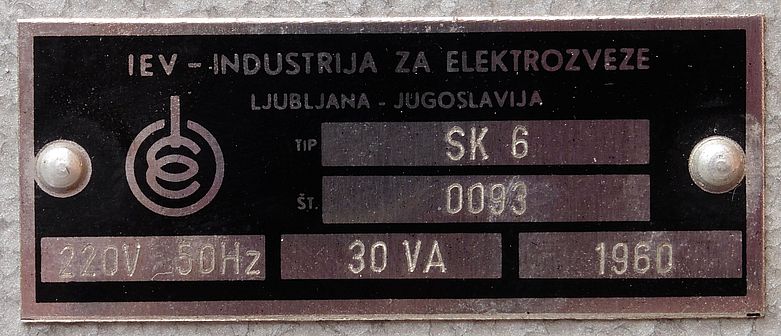 IEV - INDUSTRIJA ZA ELEKTROZVEZE
LJUBLJANA - JUGOSLAVIJA
TIP SK 6
ŠT. 0093
220V 50Hz 30 VA 1960